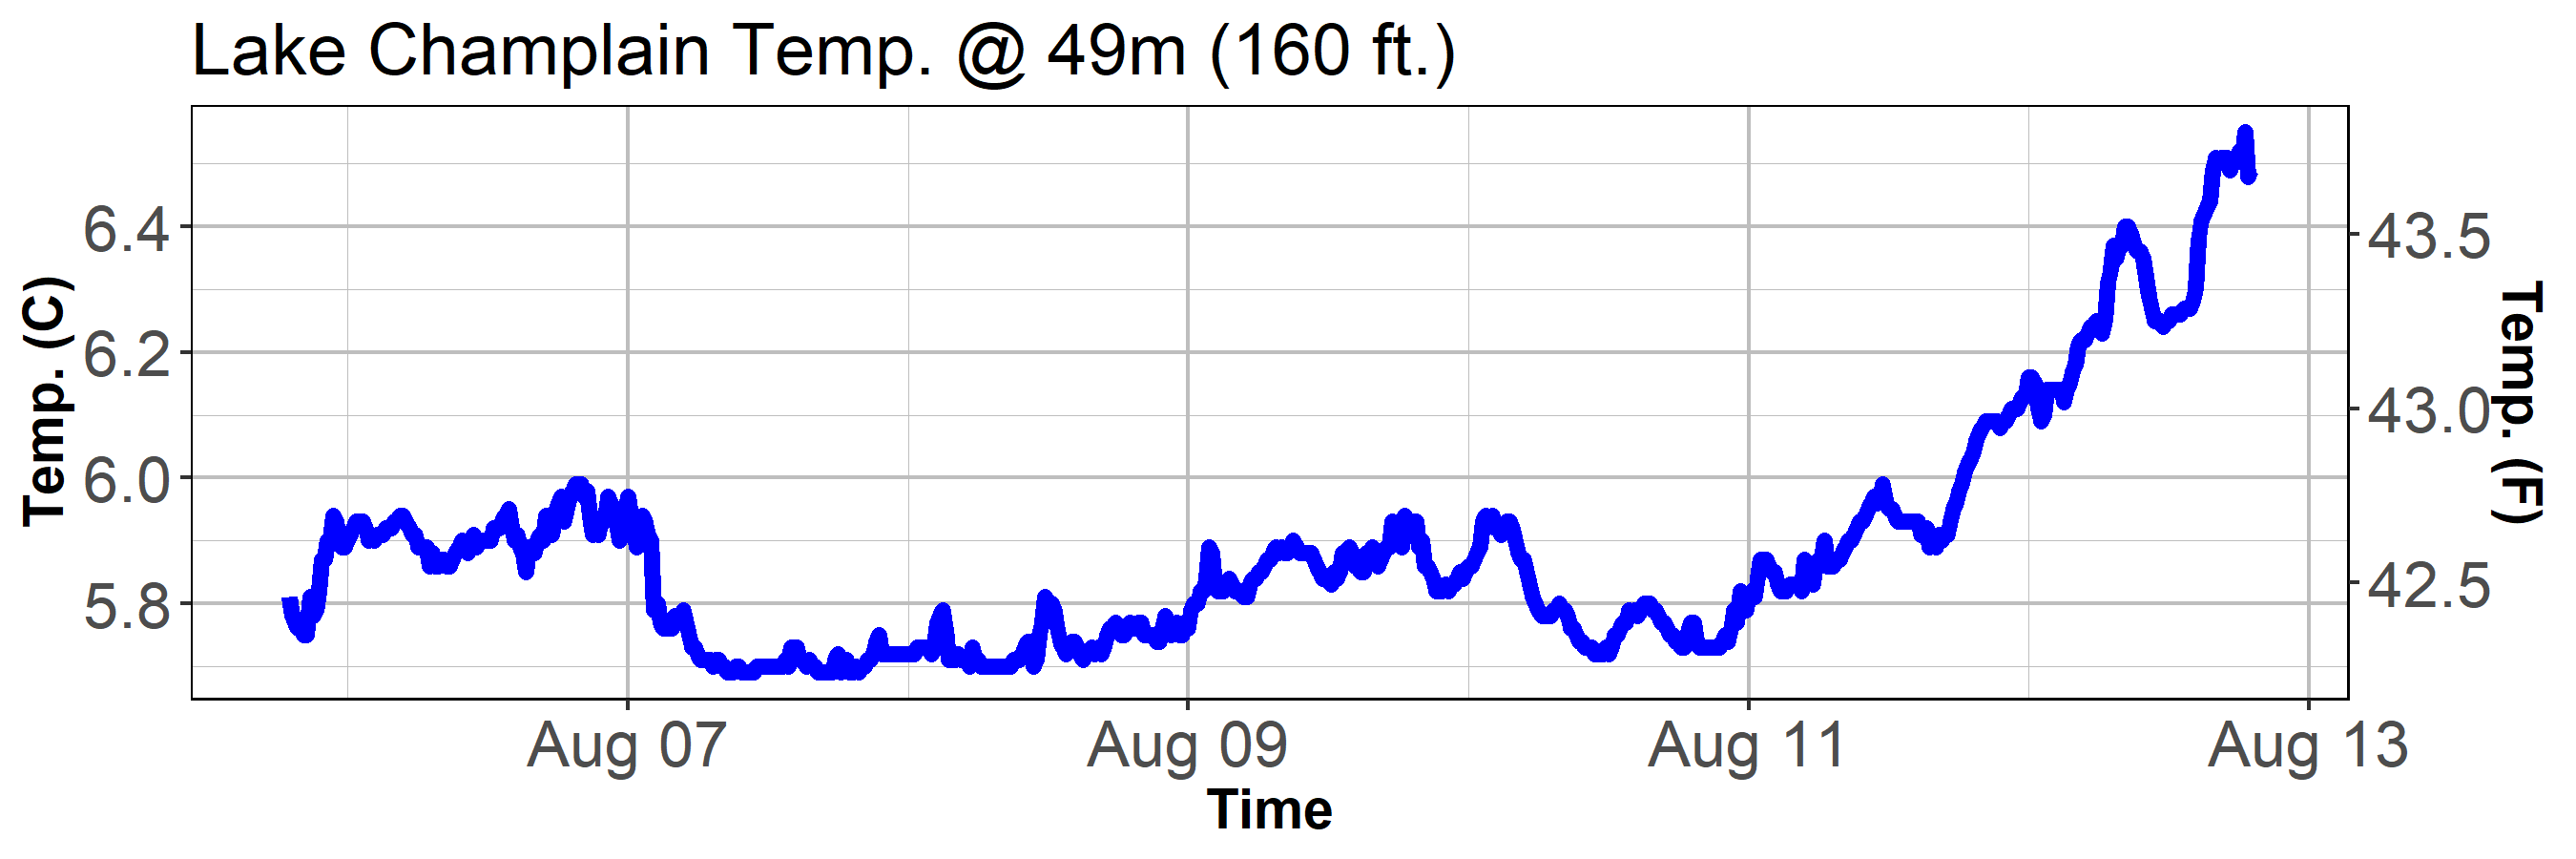 Lake Champlain Temp. @ 49m (160 ft.)
Temp. (C)
6.4
6.2
6.0
5.8
43.5
43.0
42.5
Temp. (F)
Aug 07
Aug 09
Aug 11
Aug 13
Time